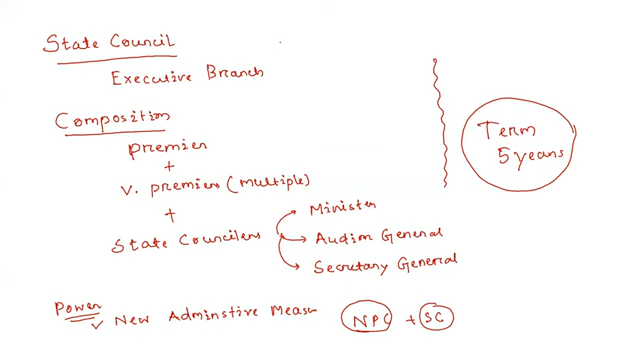 State Council
Executive Branch
Composition
premier
+
v. premiers (multiple)
+
State Councilers
Minister
Audim General
Secretary General
Term
5 years
Power
✓ New Adminstive Measu
NPC + SC